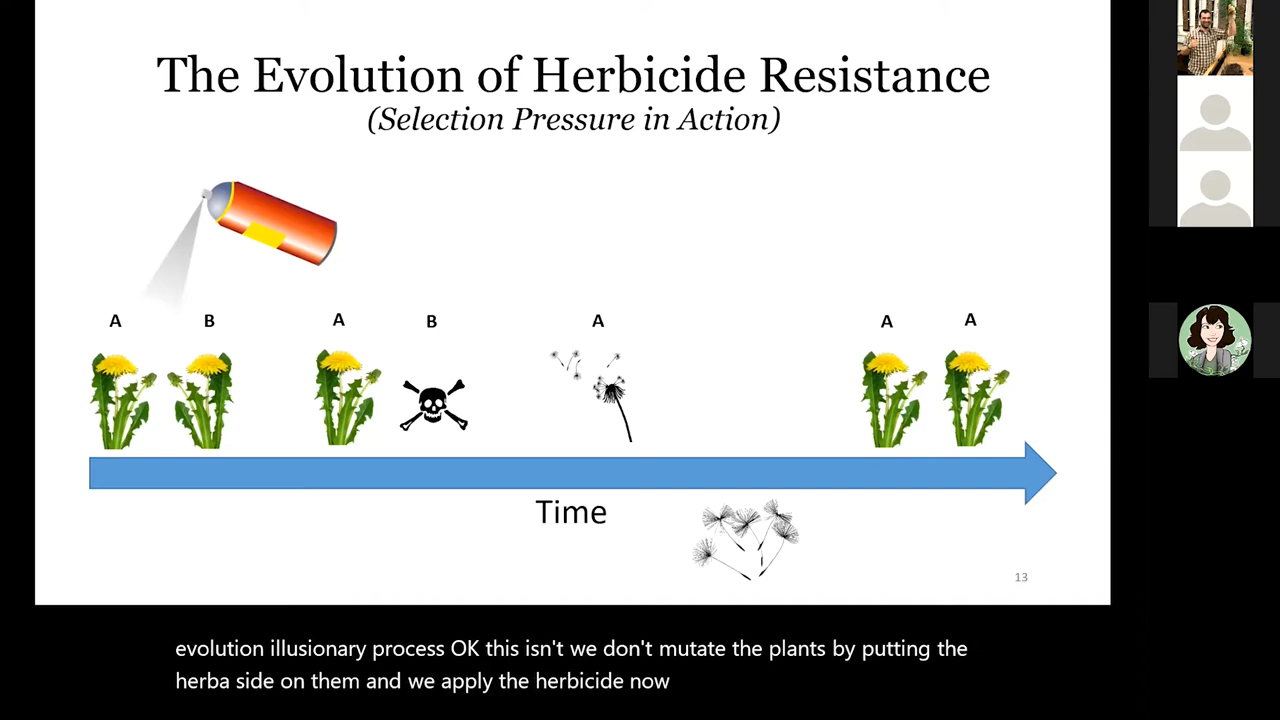 The Evolution of Herbicide Resistance
(Selection Pressure in Action)
A B A B A A A
Time
13
evolution illusionary process OK this isn't we don't mutate the plants by putting the
herba side on them and we apply the herbicide now